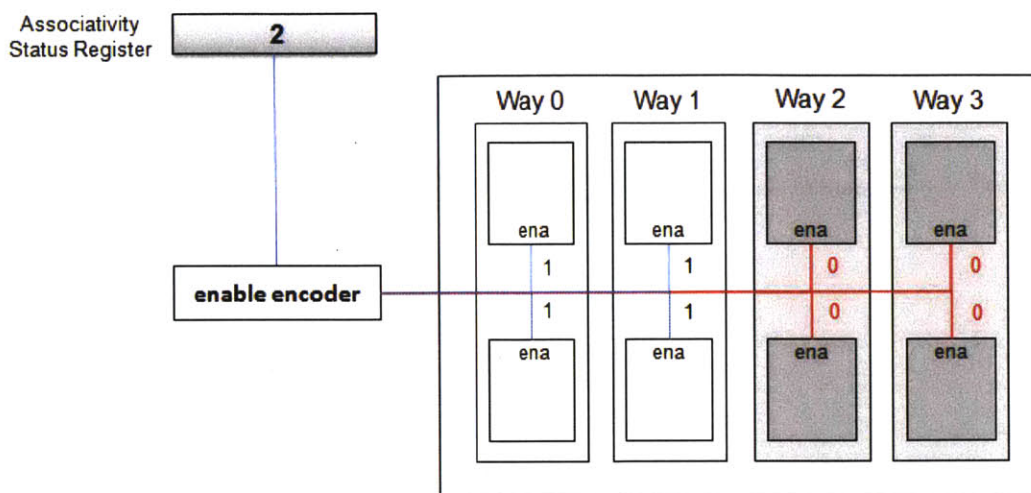 Associativity
Status Register
2
Way 0 Way 1 Way 2 Way 3
ena ena ena ena
1 1 0 0
enable encoder
1 1 0 0
ena ena ena ena